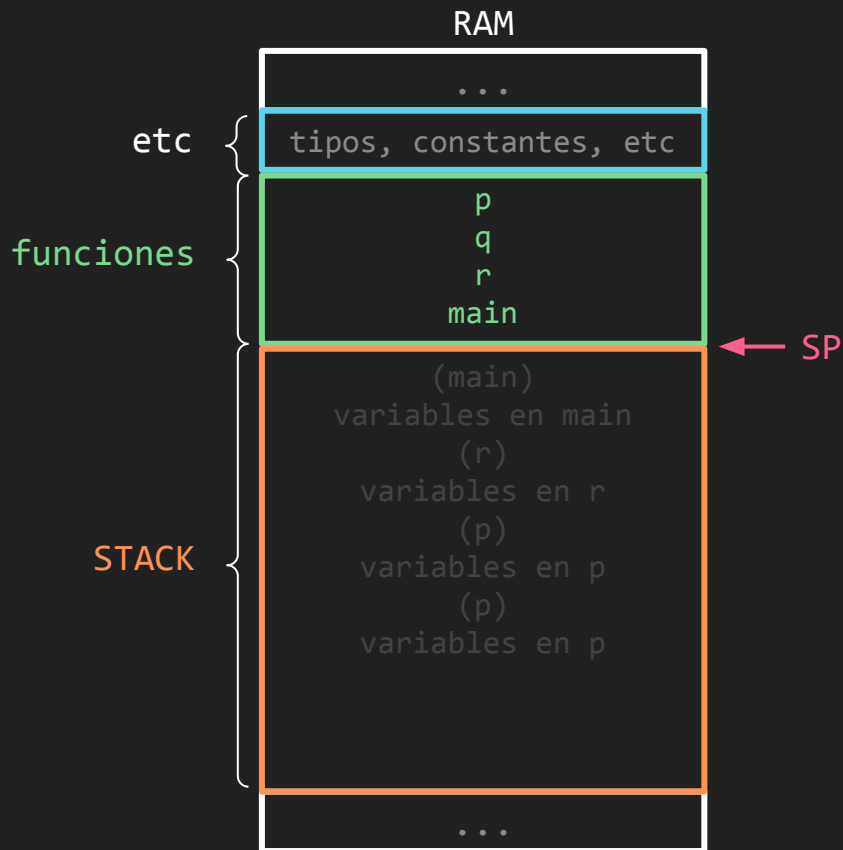 RAM
...
etc
tipos, constantes, etc
funciones
p
q
r
main
SP
STACK
(main)
variables en main
(r)
variables en r
(p)
variables en p
(p)
variables en p
...